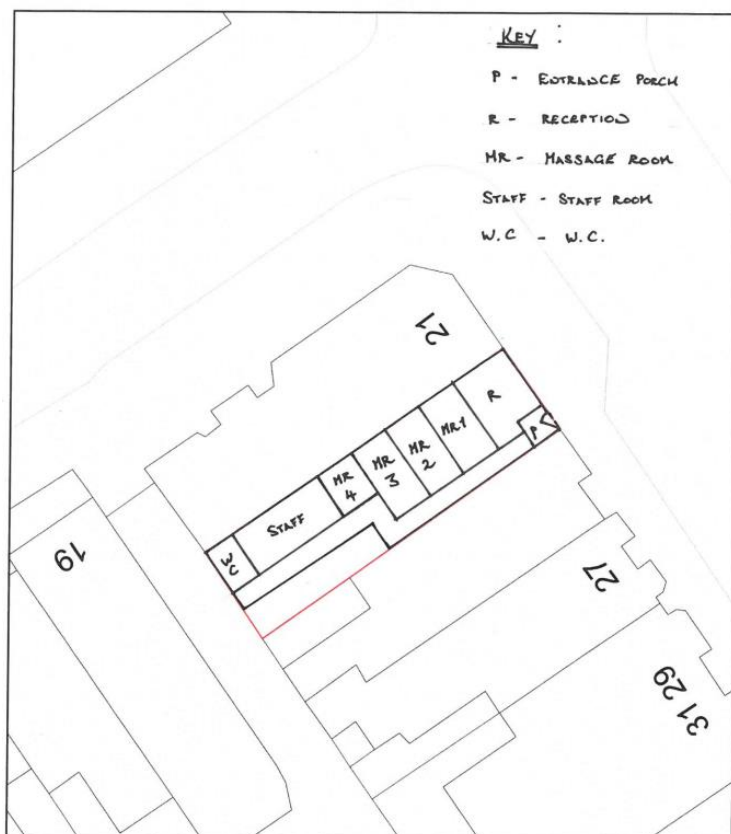 KEY :
P - ENTRANCE PORCH
R - RECEPTION
MR - MASSAGE ROOM
STAFF - STAFF ROOM
W.C - W.C.
21
R
P
MR1
MR
2
MR
3
MR
4
STAFF
WC
19
27
31 29